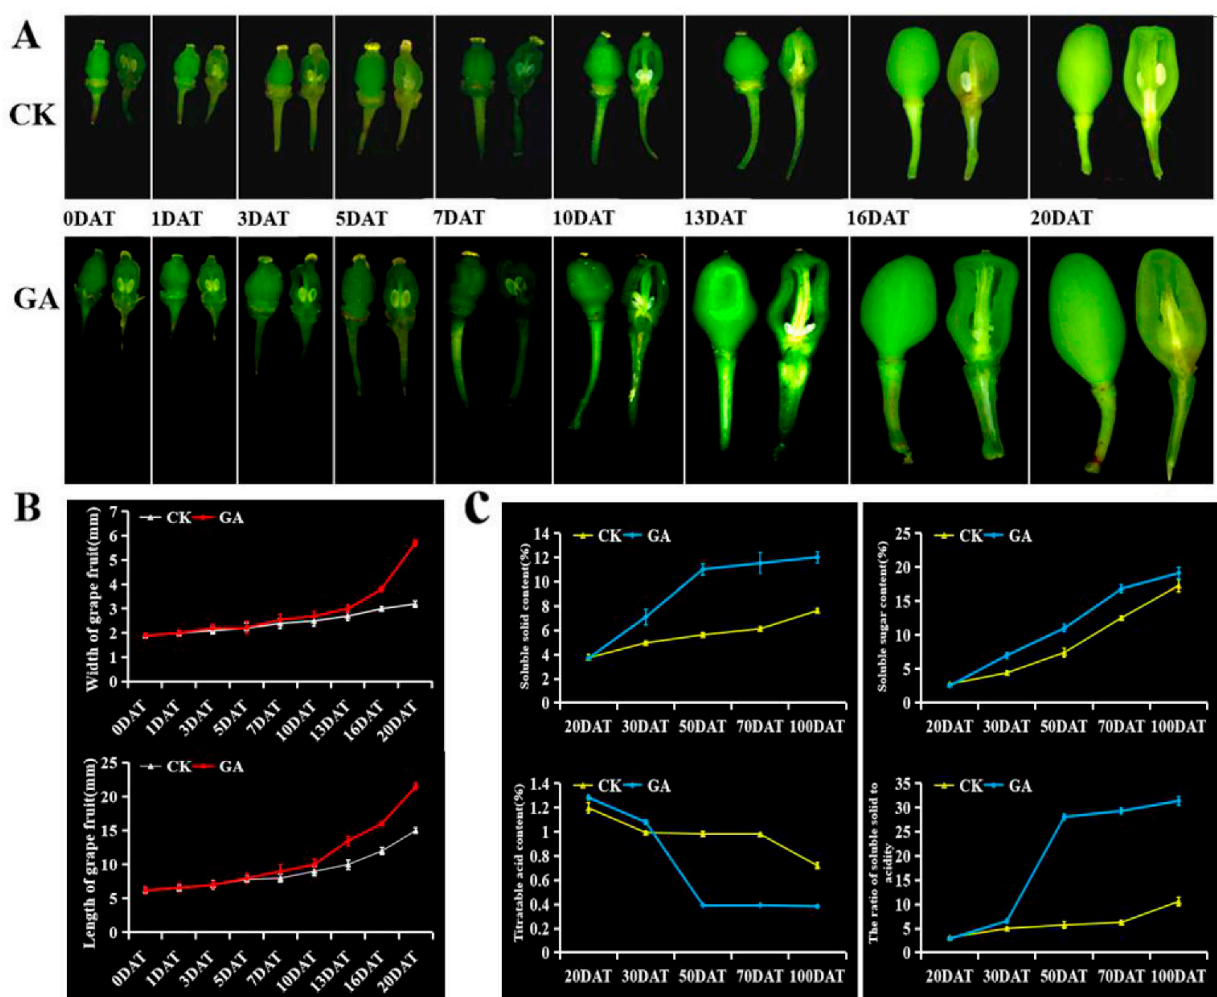 A
CK
0DAT 1DAT 3DAT 5DAT 7DAT 10DAT 13DAT 16DAT 20DAT
GA
B
CK GA
Width of grape fruit(mm)
7
6
5
4
3
2
1
0
0DAT 1DAT 3DAT 5DAT 7DAT 10DAT 13DAT 16DAT 20DAT
CK GA
Length of grape fruit(mm)
25
20
15
10
5
0
0DAT 1DAT 3DAT 5DAT 7DAT 10DAT 13DAT 16DAT 20DAT
C
CK GA
Soluble solid content(%)
14
12
10
8
6
4
2
0
20DAT 30DAT 50DAT 70DAT 100DAT
CK GA
Soluble sugar content(%)
25
20
15
10
5
0
20DAT 30DAT 50DAT 70DAT 100DAT
CK GA
Titratable acid content(%)
1.4
1.2
1
0.8
0.6
0.4
0.2
0
20DAT 30DAT 50DAT 70DAT 100DAT
CK GA
The ratio of soluble solid to
acidity
35
30
25
20
15
10
5
0
20DAT 30DAT 50DAT 70DAT 100DAT